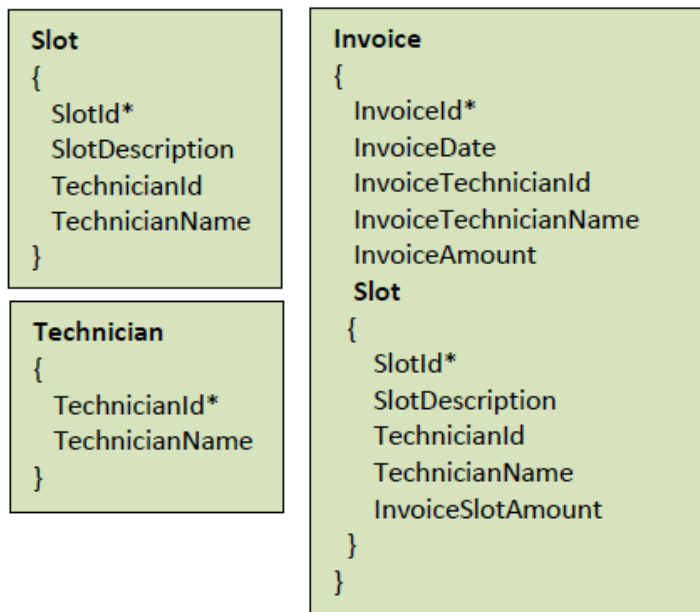 Slot
{
SlotId*
SlotDescription
TechnicianId
TechnicianName
}
Technician
{
TechnicianId*
TechnicianName
}
Invoice
{
InvoiceId*
InvoiceDate
InvoiceTechnicianId
InvoiceTechnicianName
InvoiceAmount
Slot
{
SlotId*
SlotDescription
TechnicianId
TechnicianName
InvoiceSlotAmount
}
}